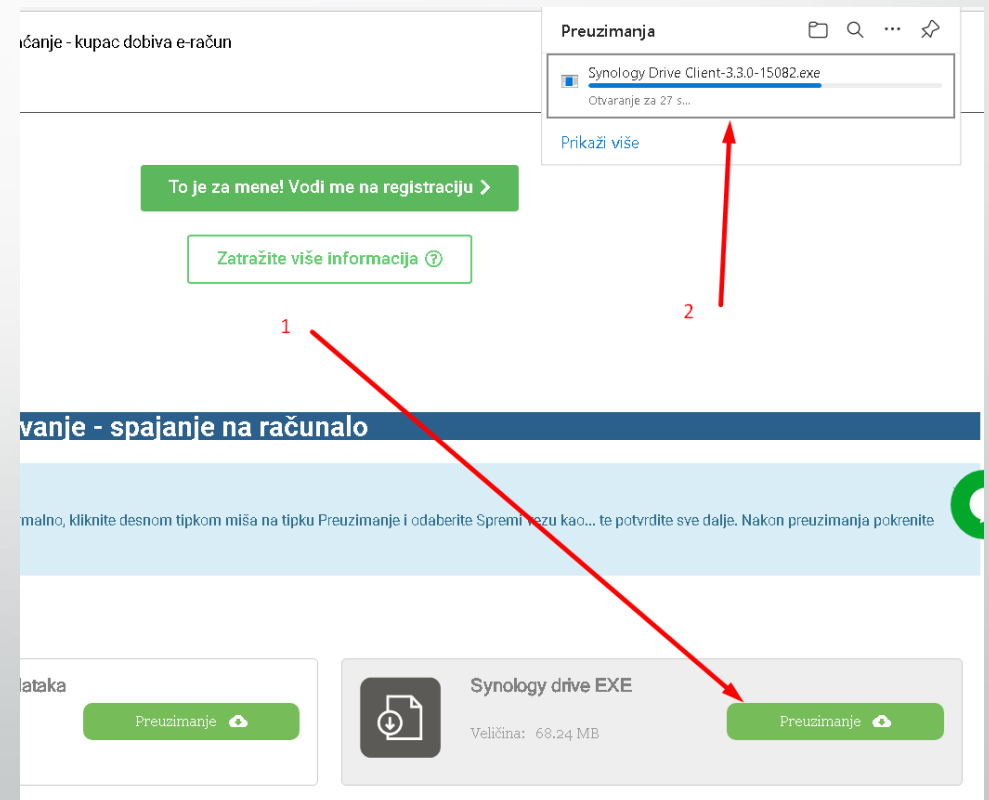 aćanje - kupac dobiva e-račun
Preuzimanja
Synology Drive Client-3.3.0-15082.exe
Otvaranje za 27 s...
Prikaži više
To je za mene! Vodi me na registraciju
Zatražite više informacija
1
2
vanje - spajanje na računalo
malno, kliknite desnom tipkom miša na tipku Preuzimanje i odaberite Spremi vezu kao... te potvrdite sve dalje. Nakon preuzimanja pokrenite
lataka
Preuzimanje
Synology drive EXE
Veličina: 68.24 MB
Preuzimanje